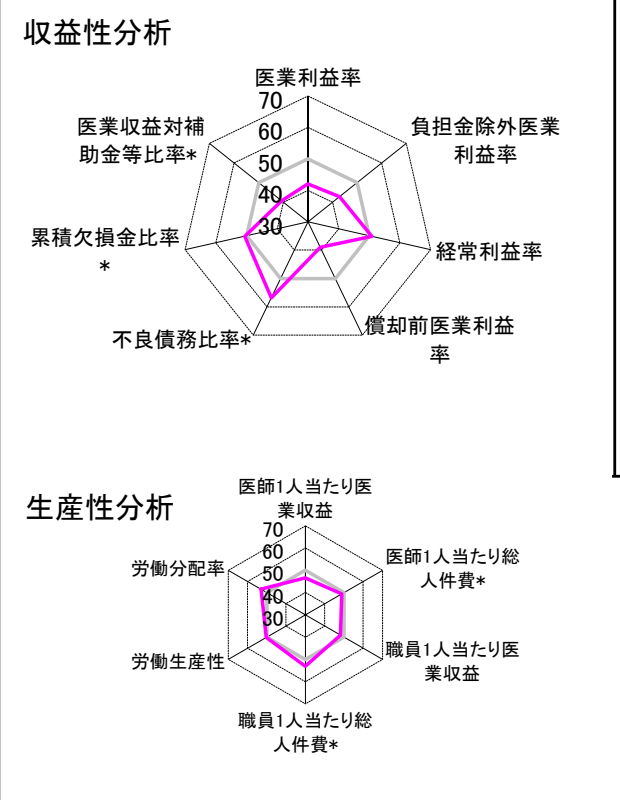 収益性分析
医業利益率
70
60
50
40
30
医業収益対補
助金等比率*
負担金除外医業
利益率
累積欠損金比率
*
経常利益率
不良債務比率*
償却前医業利益
率
生産性分析
医師1人当たり医
業収益
70
60
50
40
30
労働分配率
医師1人当たり総
人件費*
労働生産性
職員1人当たり医
業収益
職員1人当たり総
人件費*